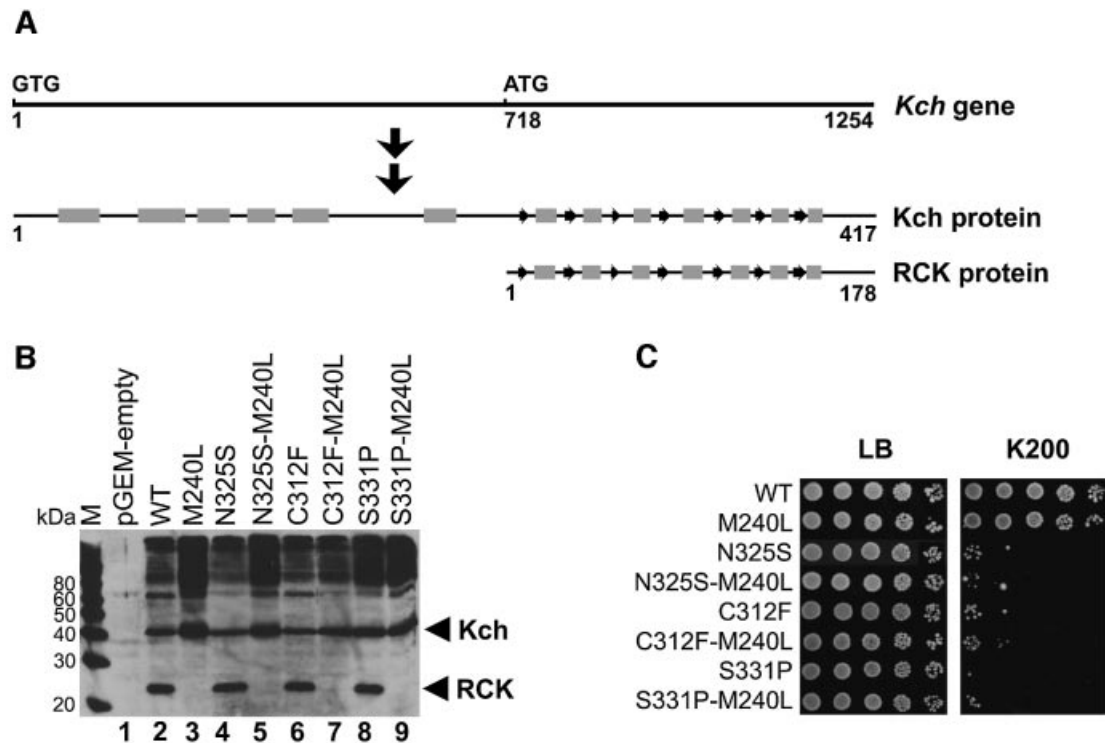 A
GTG ATG
Kch gene
1 718 1254
Kch protein
1 417
RCK protein
1 178
B
kDa M pGEM-empty WT M240L N325S N325S-M240L C312F C312F-M240L S331P S331P-M240L
80
60
50
40 Kch
30
20 RCK
1 2 3 4 5 6 7 8 9
C
LB K200
WT
M240L
N325S
N325S-M240L
C312F
C312F-M240L
S331P
S331P-M240L